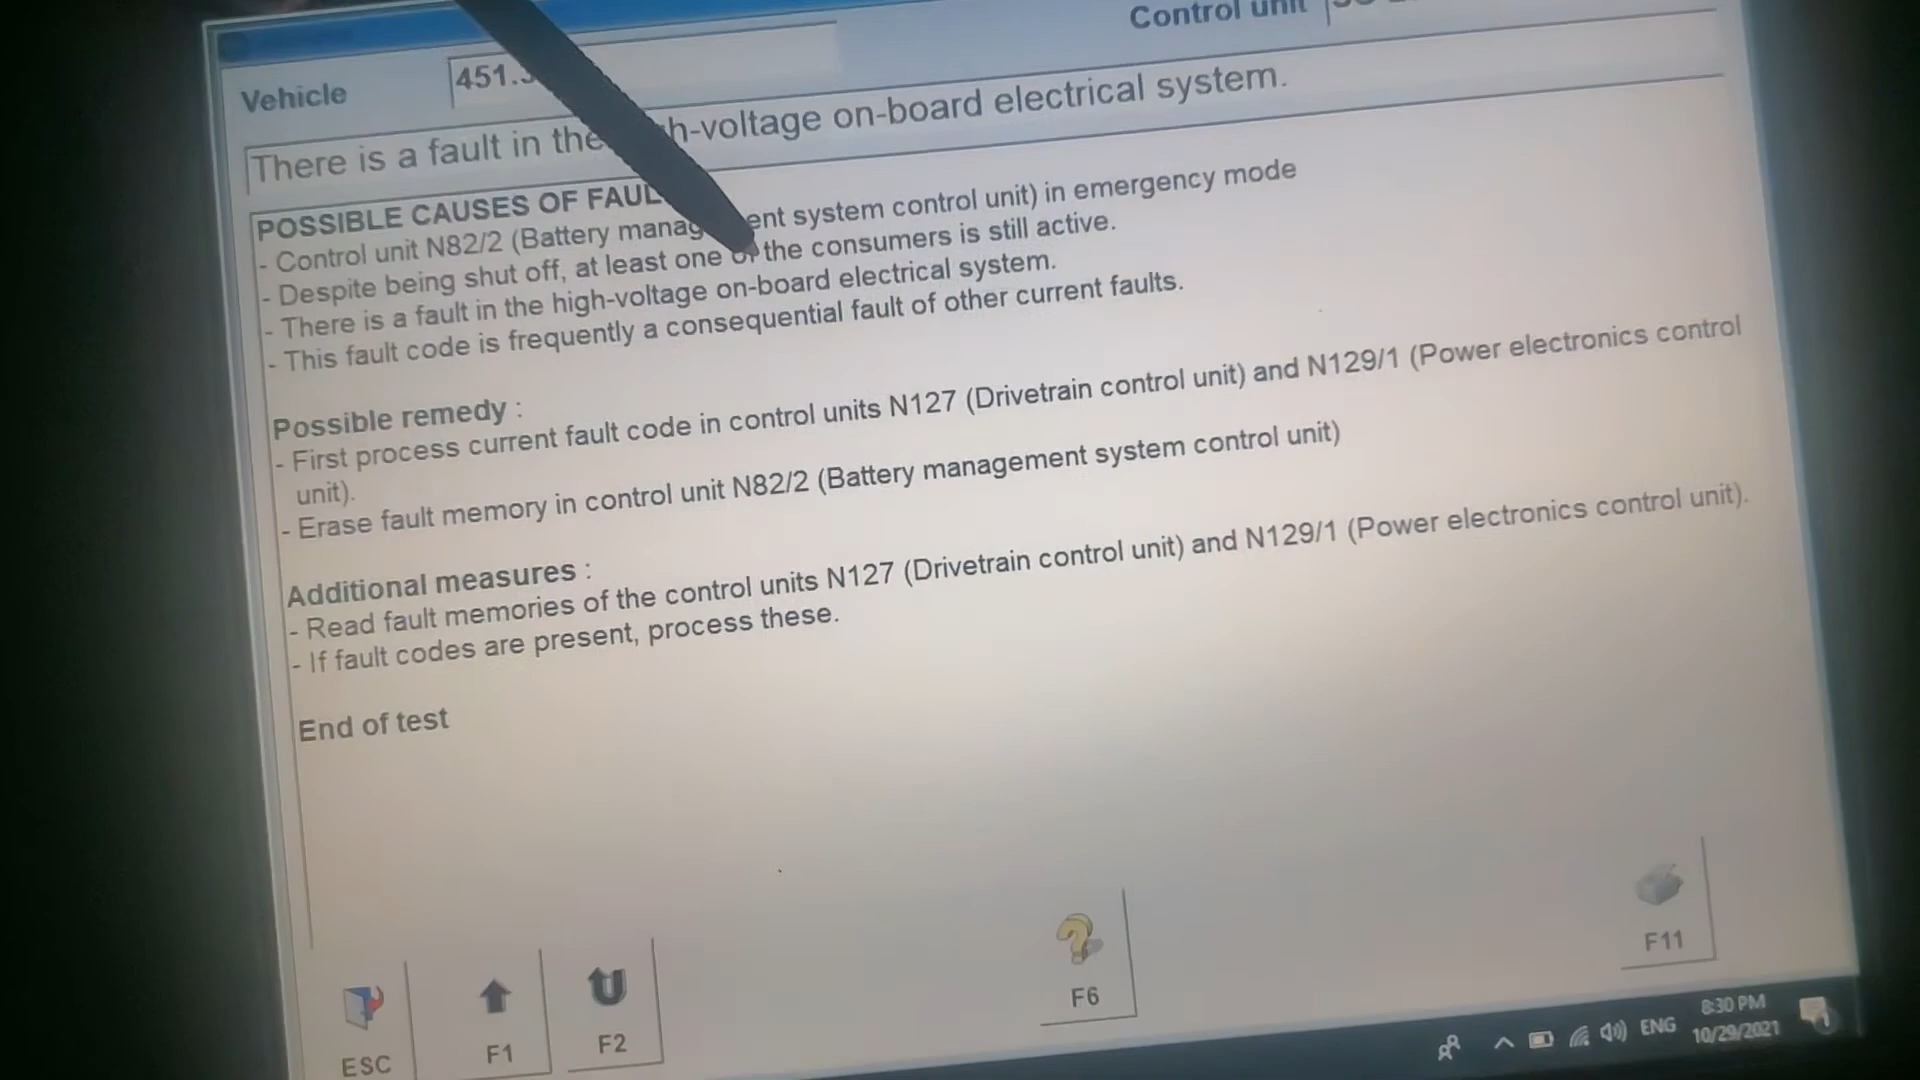 Control unit
Vehicle
451.
There is a fault in the h-voltage on-board electrical system.
POSSIBLE CAUSES OF FAUL
- Control unit N82/2 (Battery manag ent system control unit) in emergency mode
- Despite being shut off, at least one of the consumers is still active.
- There is a fault in the high-voltage on-board electrical system.
- This fault code is frequently a consequential fault of other current faults.
Possible remedy :
- First process current fault code in control units N127 (Drivetrain control unit) and N129/1 (Power electronics control
unit).
- Erase fault memory in control unit N82/2 (Battery management system control unit)
Additional measures :
- Read fault memories of the control units N127 (Drivetrain control unit) and N129/1 (Power electronics control unit).
- If fault codes are present, process these.
End of test
F11
F6
F2
F1
ESC
ENG
8:30 PM
10/29/2021